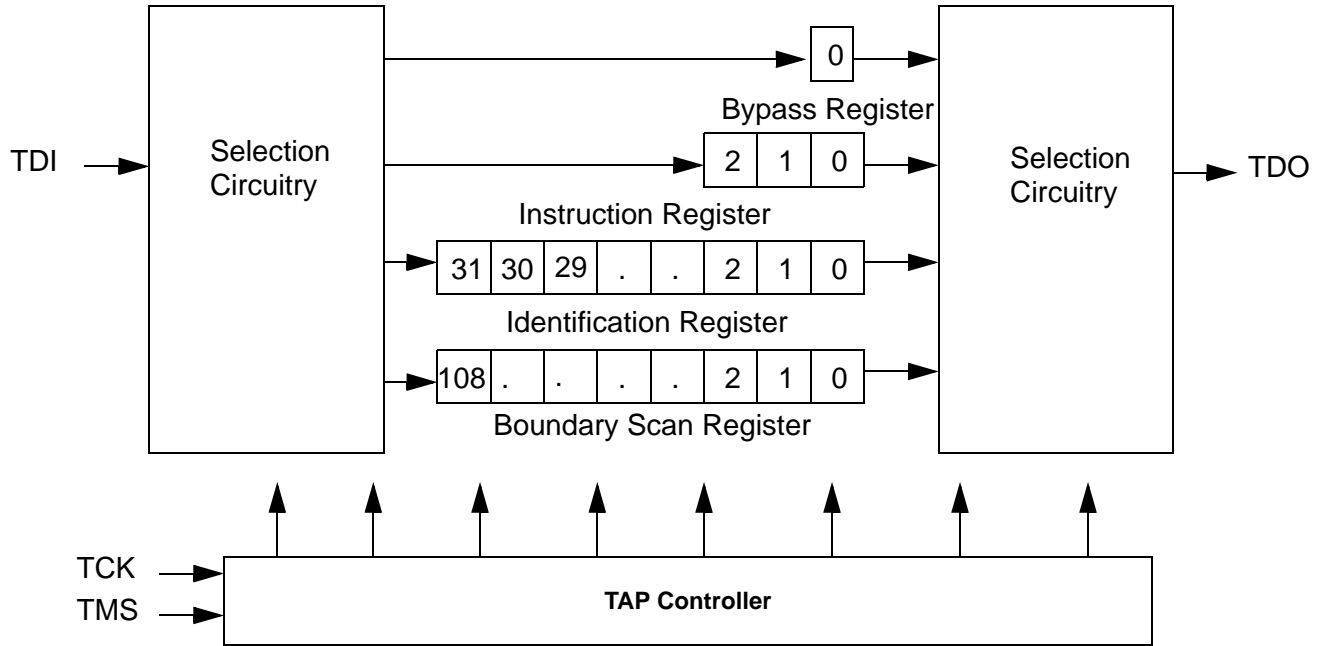 0
Bypass Register
TDI
Selection
Circuitry
2 1 0
Selection
Circuitry
TDO
Instruction Register
31 30 29 . . 2 1 0
Identification Register
108 . . . . 2 1 0
Boundary Scan Register
TCK
TMS
TAP Controller